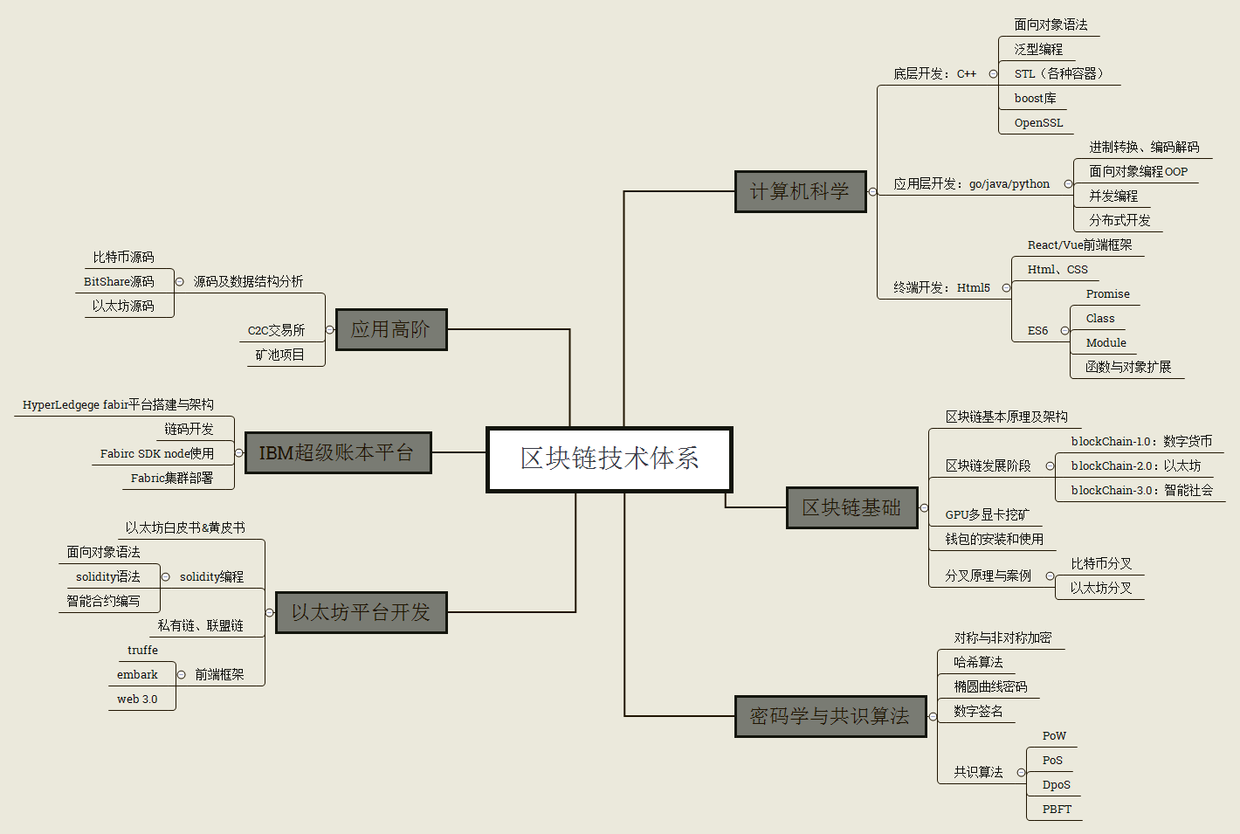 区块链技术体系
计算机科学
底层开发：C++
面向对象语法
泛型编程
STL（各种容器）
boost库
OpenSSL
应用层开发：go/java/python
进制转换、编码解码
面向对象编程OOP
并发编程
分布式开发
终端开发：Html5
React/Vue前端框架
Html、CSS
ES6
Promise
Class
Module
函数与对象扩展
区块链基础
区块链基本原理及架构
区块链发展阶段
blockChain-1.0：数字货币
blockChain-2.0：以太坊
blockChain-3.0：智能社会
GPU多显卡挖矿
钱包的安装和使用
分叉原理与案例
比特币分叉
以太坊分叉
密码学与共识算法
对称与非对称加密
哈希算法
椭圆曲线密码
数字签名
共识算法
PoW
PoS
DpoS
PBFT
应用高阶
源码及数据结构分析
比特币源码
BitShare源码
以太坊源码
C2C交易所
矿池项目
IBM超级账本平台
HyperLedgege fabir平台搭建与架构
链码开发
Fabirc SDK node使用
Fabric集群部署
以太坊平台开发
以太坊白皮书&黄皮书
solidity编程
面向对象语法
solidity语法
智能合约编写
私有链、联盟链
前端框架
truffe
embark
web 3.0